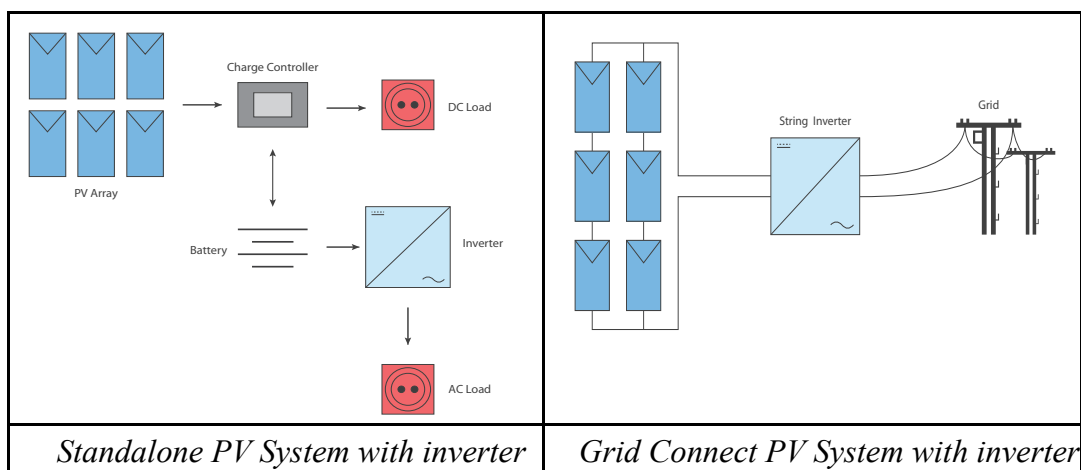 Charge Controller
DC Load
PV Array
Battery
Inverter
AC Load
Standalone PV System with inverter
Grid
String Inverter
Grid Connect PV System with inverter